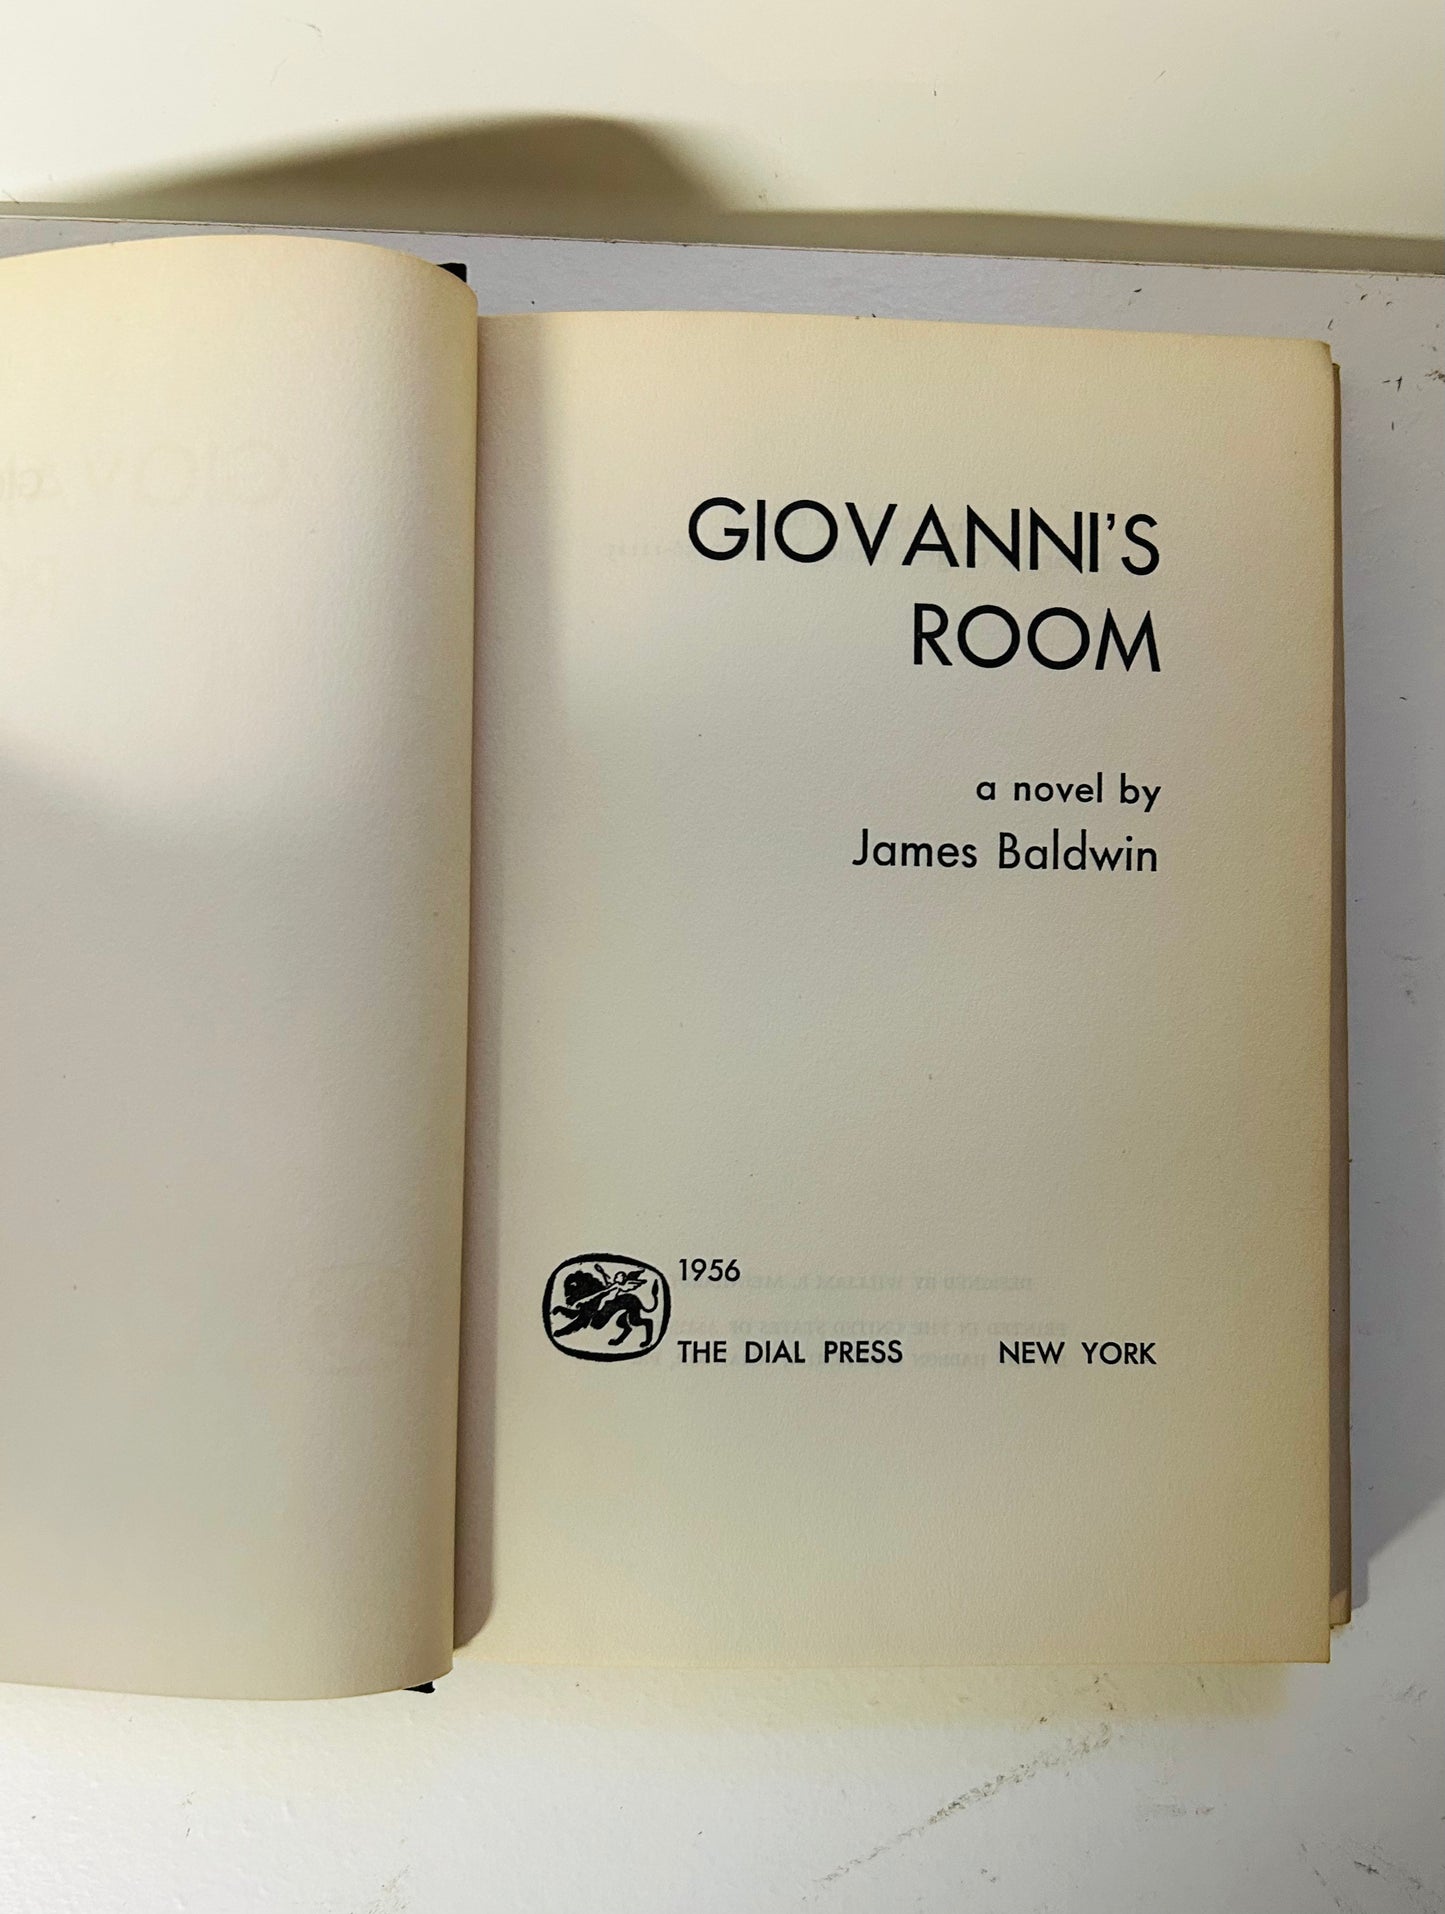 GIOVANNI'S
ROOM
a novel by
James Baldwin
1956
THE DIAL PRESS NEW YORK